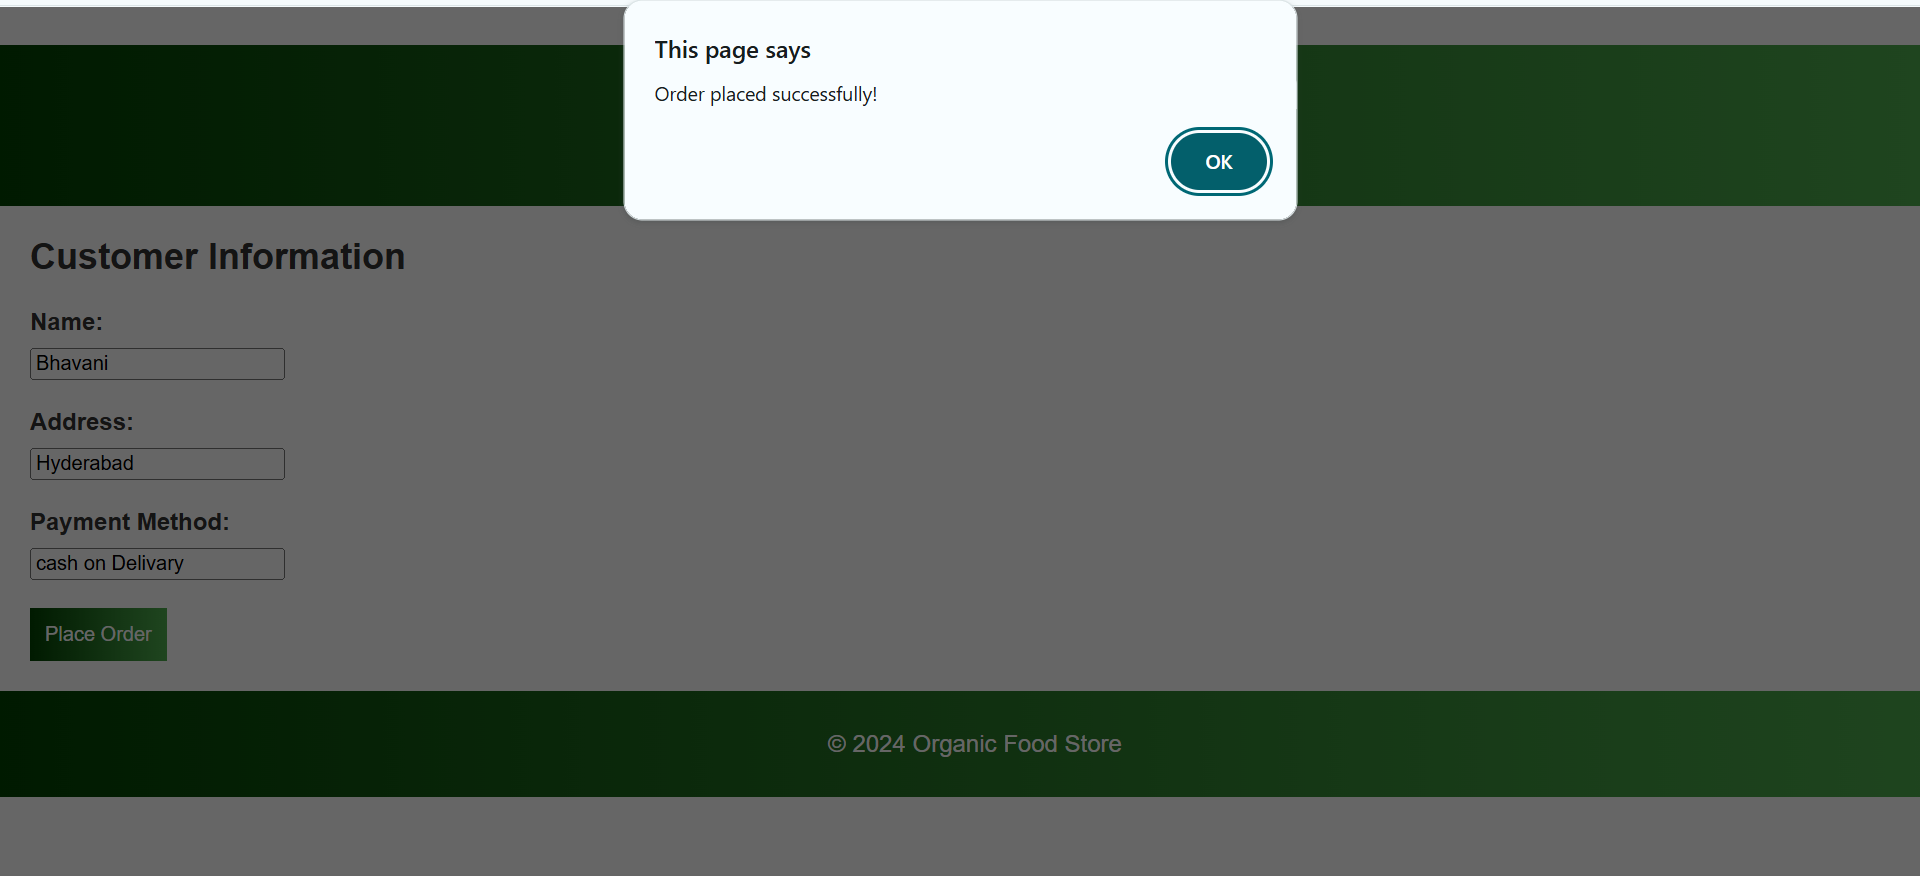 This page says
Order placed successfully!
OK
Customer Information
Name:
Bhavani
Address:
Hyderabad
Payment Method:
cash on Delivary
Place Order
© 2024 Organic Food Store